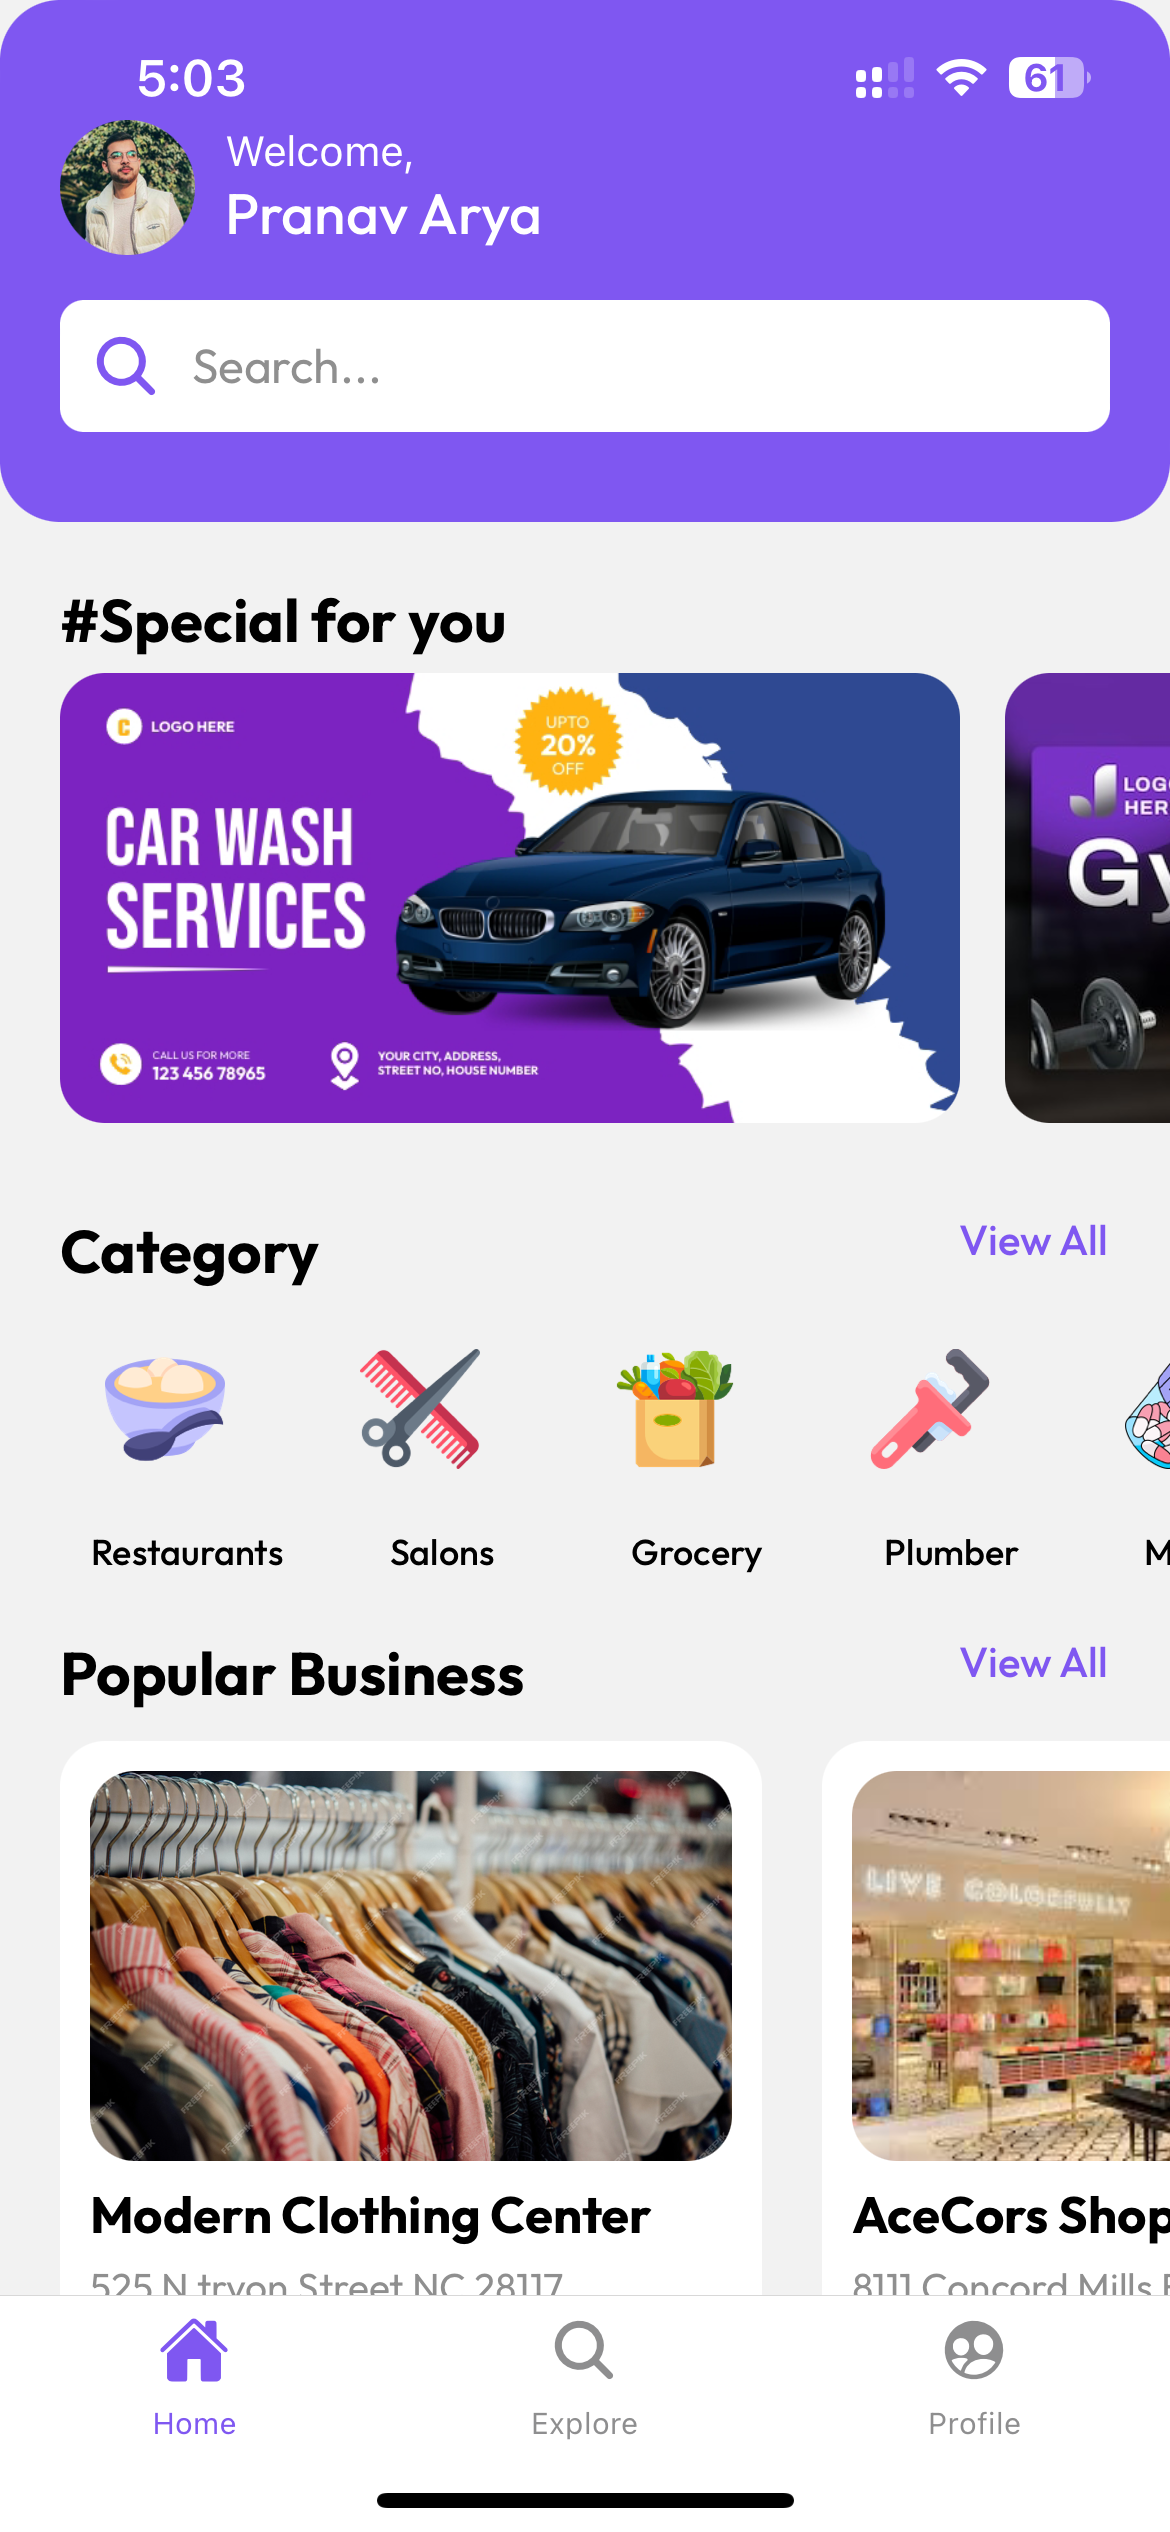 5:03
61
Welcome,
Pranav Arya
Search...
#Special for you
C LOGO HERE
UPTO
20%
OFF
CAR WASH
SERVICES
CALL US FOR MORE
123 456 78965
YOUR CITY, ADDRESS,
STREET NO, HOUSE NUMBER
LOGO
HER
Gy
Category
View All
Restaurants
Salons
Grocery
Plumber
M
Popular Business
View All
LIVE COLORFULLY
Modern Clothing Center
AceCors Shop
525 N tryon Street NC 28117
8111 Concord Mills
Home
Explore
Profile